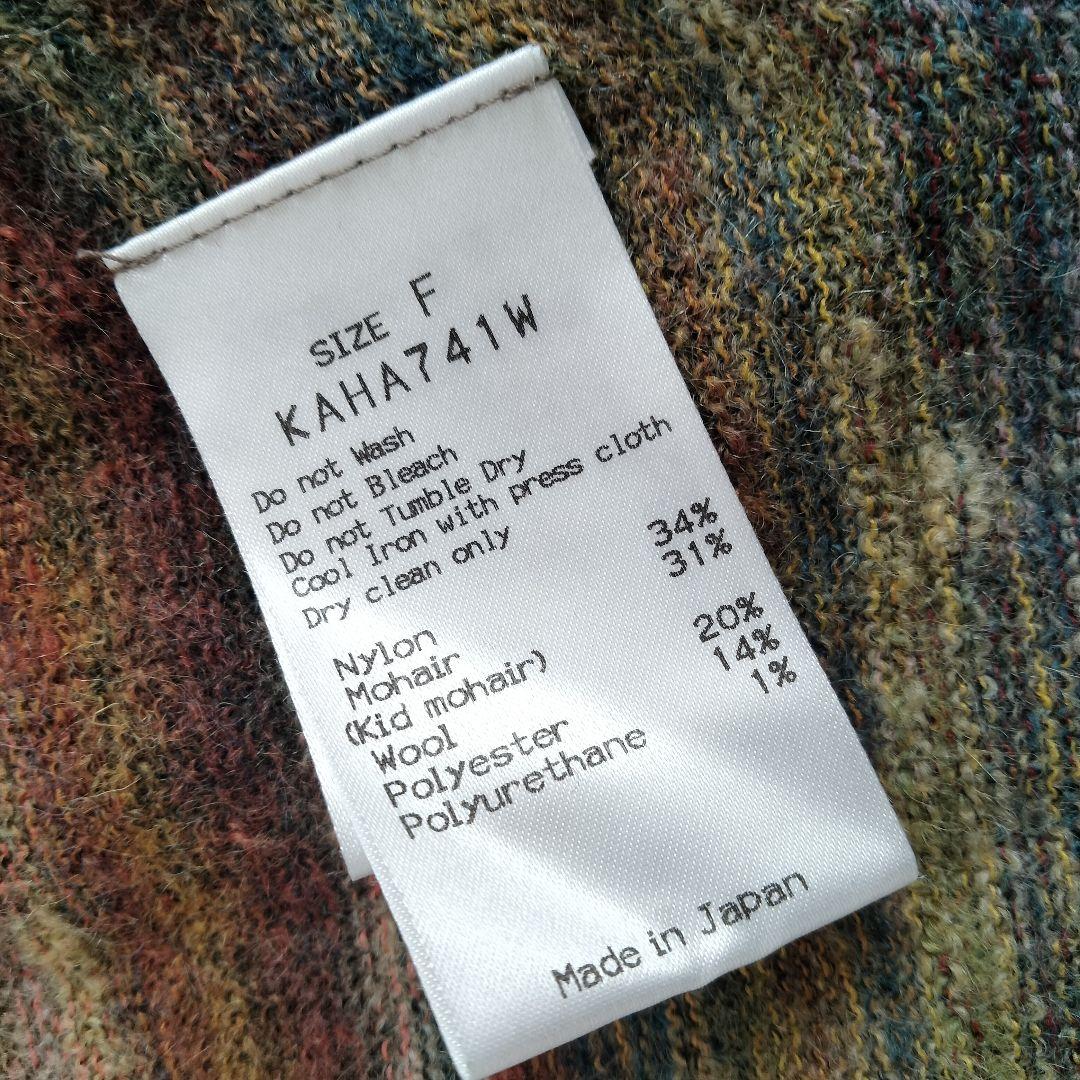 SIZE F
KAHA741W
Do not Wash
Do not Bleach
Do not Tumble Dry
Cool Iron with press cloth
Dry clean only
Nylon 34%
Mohair 31%
(Kid mohair)
Wool 20%
Polyester 14%
Polyurethane 1%
Made in Japan